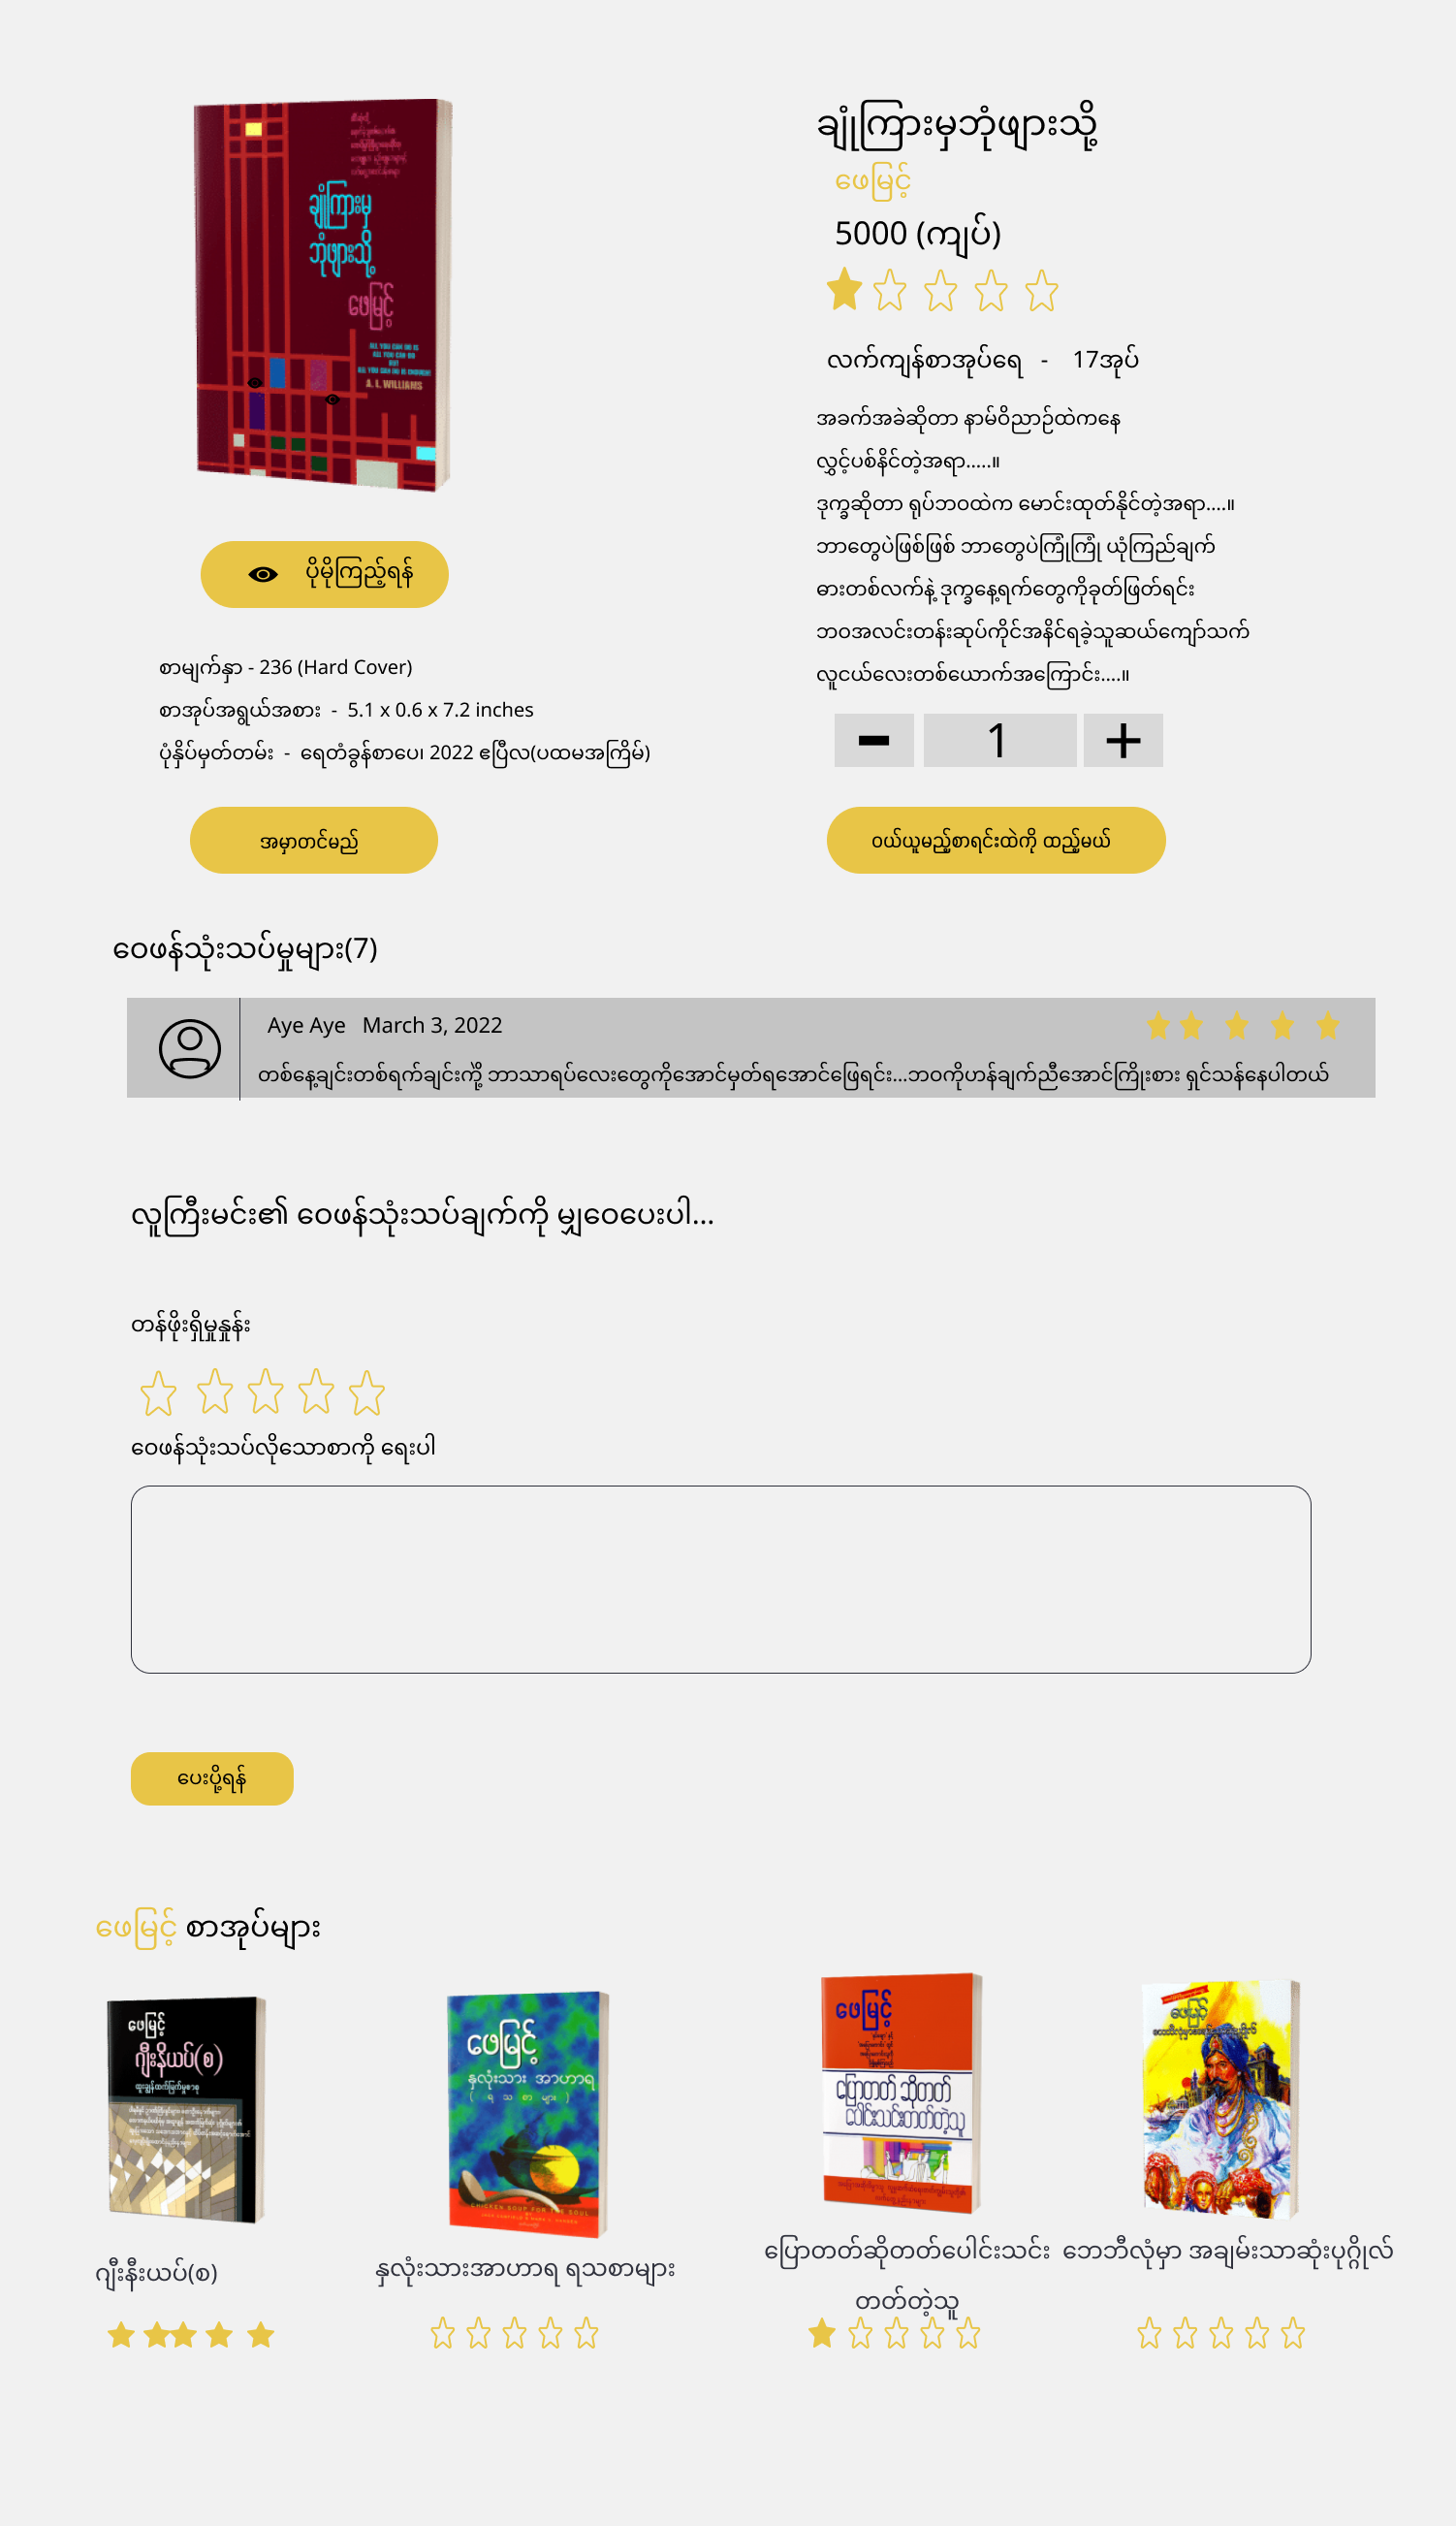 ချုံကြားမှ
ဘုံဖျားသို့
ဖေမြင့်
ALL YOU CAN DO IS
ALL YOU CAN DO
BUT
ALL YOU CAN DO IS ENOUGH!
A. L. WILLIAMS
ပိုမိုကြည့်ရန်
စာမျက်နှာ - 236 (Hard Cover)
စာအုပ်အရွယ်အစား - 5.1 x 0.6 x 7.2 inches
ပုံနှိပ်မှတ်တမ်း - ရေတံခွန်စာပေ၊ 2022 ဧပြီလ(ပထမအကြိမ်)
အမှာတင်မည်
ချုံကြားမှဘုံဖျားသို့
ဖေမြင့်
5000 (ကျပ်)
လက်ကျန်စာအုပ်ရေ - 17အုပ်
အခက်အခဲဆိုတာ နာမ်ဝိညာဉ်ထဲကနေ
လွှင့်ပစ်နိင်တဲ့အရာ.....။
ဒုက္ခဆိုတာ ရုပ်ဘဝထဲက မောင်းထုတ်နိုင်တဲ့အရာ....။
ဘာတွေပဲဖြစ်ဖြစ် ဘာတွေပဲကြုံကြုံ ယုံကြည်ချက်
ဓားတစ်လက်နဲ့ ဒုက္ခနေ့ရက်တွေကိုခုတ်ဖြတ်ရင်း
ဘဝအလင်းတန်းဆုပ်ကိုင်အနိင်ရခဲ့သူဆယ်ကျော်သက်
လူငယ်လေးတစ်ယောက်အကြောင်း....။
- 1 +
ဝယ်ယူမည့်စာရင်းထဲကို ထည့်မယ်
ဝေဖန်သုံးသပ်မှုများ(7)
Aye Aye March 3, 2022
တစ်နေ့ချင်းတစ်ရက်ချင်းကို့ ဘာသာရပ်လေးတွေကိုအောင်မှတ်ရအောင်ဖြေရင်း...ဘဝကိုဟန်ချက်ညီအောင်ကြိုးစား ရှင်သန်နေပါတယ်
လူကြီးမင်း၏ ဝေဖန်သုံးသပ်ချက်ကို မျှဝေပေးပါ...
တန်ဖိုးရှိမှုနှုန်း
ဝေဖန်သုံးသပ်လိုသောစာကို ရေးပါ
ပေးပို့ရန်
ဖေမြင့် စာအုပ်များ
ဖေမြင့်
ဂျီးနိယပ်(စ)
ဂျီးနီးယပ်(စ)
ဖေမြင့်
နှလုံးသား အာဟာရ
( ရ သ စာ များ )
CHICKEN SOUP FOR THE SOUL
နှလုံးသားအာဟာရ ရသစာများ
ဖေမြင့်
ပြောတတ် ဆိုတတ်
ပေါင်းသင်းတတ်တဲ့သူ
ပြောတတ်ဆိုတတ်ပေါင်းသင်း
တတ်တဲ့သူ
ဖေမြင့်
ဘေဘီလုံမှာ အချမ်းသာဆုံးပုဂ္ဂိုလ်